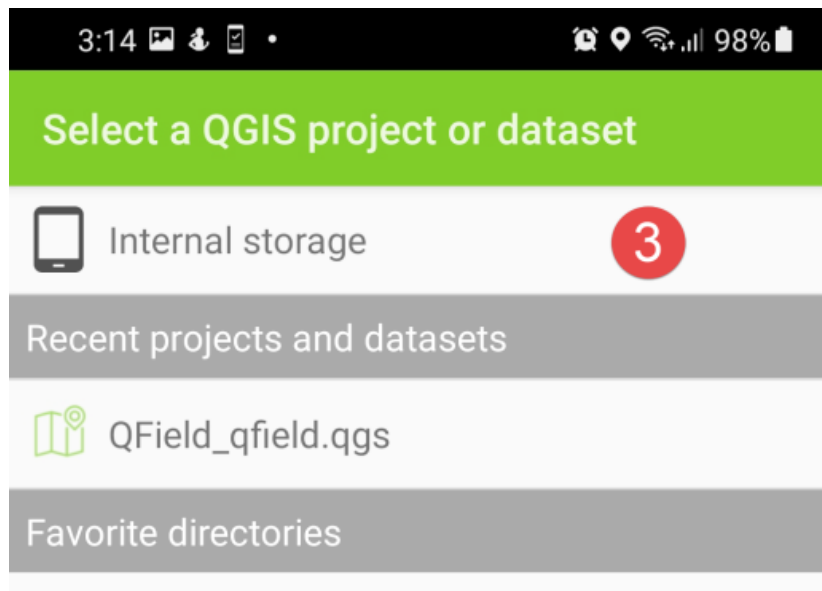 3:14 98%
Select a QGIS project or dataset
Internal storage 3
Recent projects and datasets
QField_qfield.qgs
Favorite directories